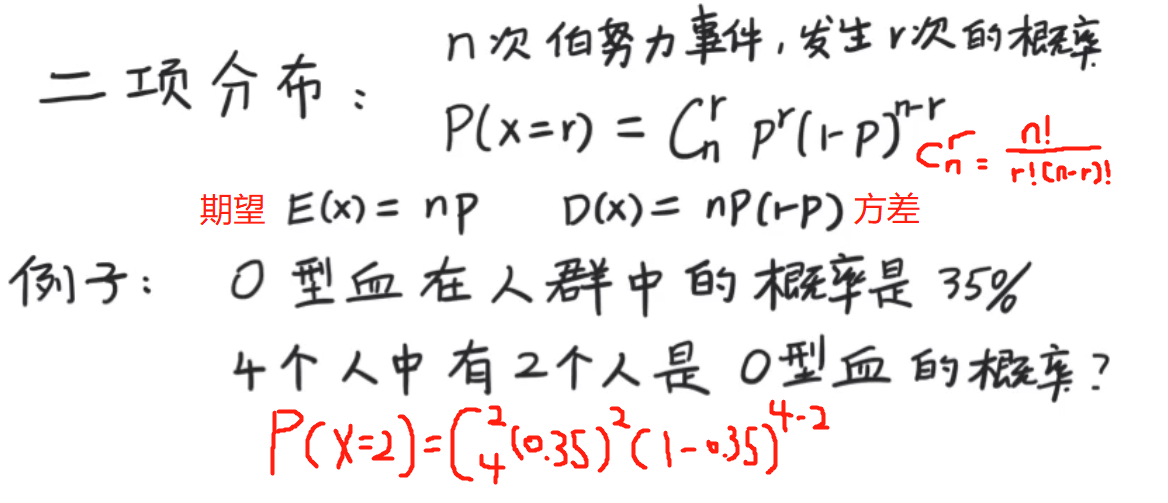 n次伯努力事件,发生r次的概率
二项分布:
P(x=r) = C_n^r p^r(1-p)^{n-r}
C_n^r = n!/r!(n-r)!
期望 E(x) = np D(x) = np(1-p) 方差
例子: O型血在人群中的概率是35%
4个人中有2个人是O型血的概率?
P(X=2)=C_4^2(0.35)^2(1-0.35)^{4-2}